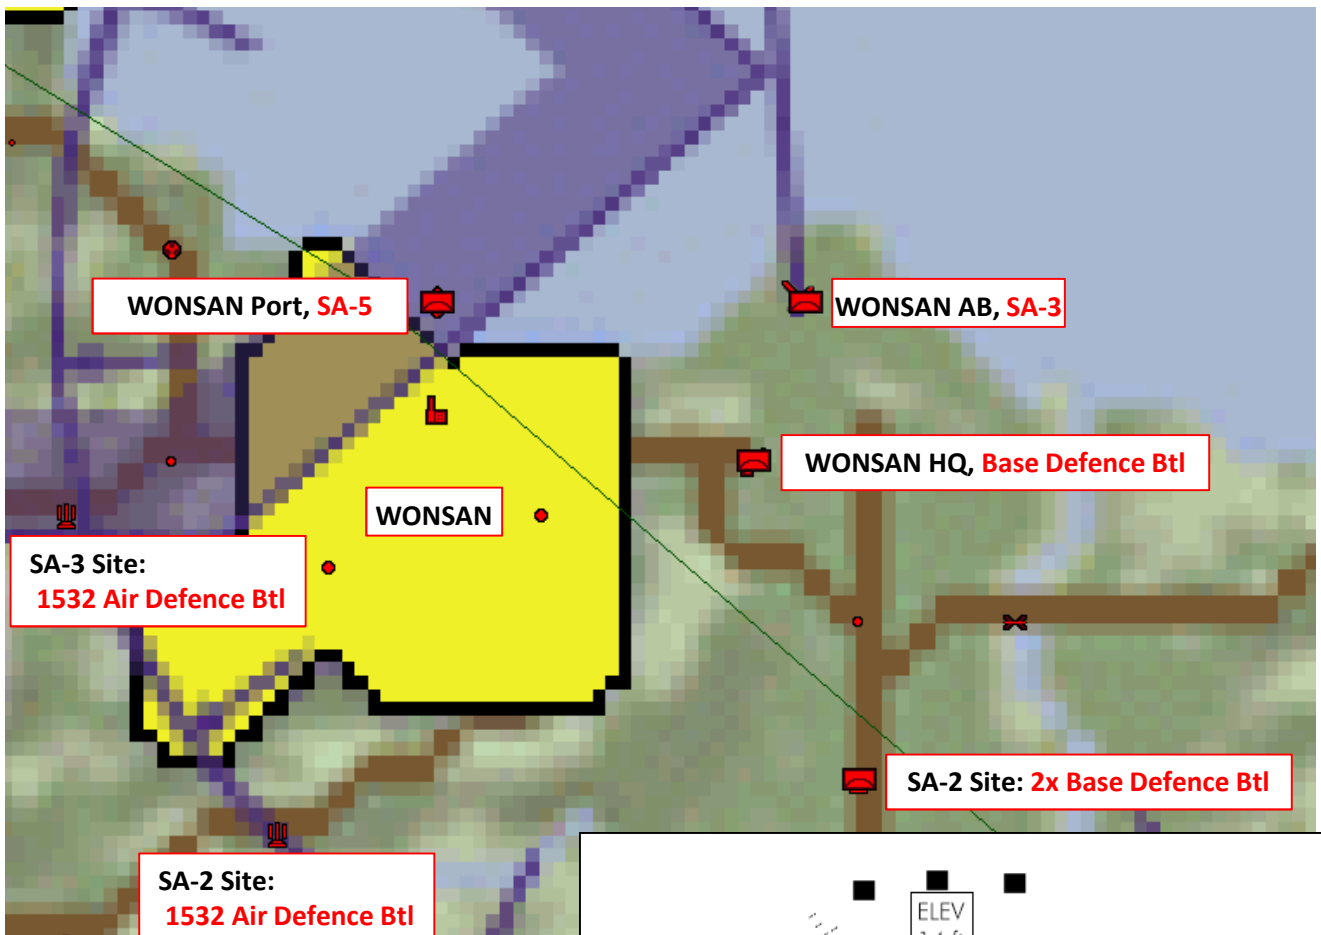 WONSAN Port, SA-5
WONSAN AB, SA-3
WONSAN HQ, Base Defence Btl
WONSAN
SA-3 Site:
1532 Air Defence Btl
SA-2 Site: 2x Base Defence Btl
SA-2 Site:
1532 Air Defence Btl
ELEV